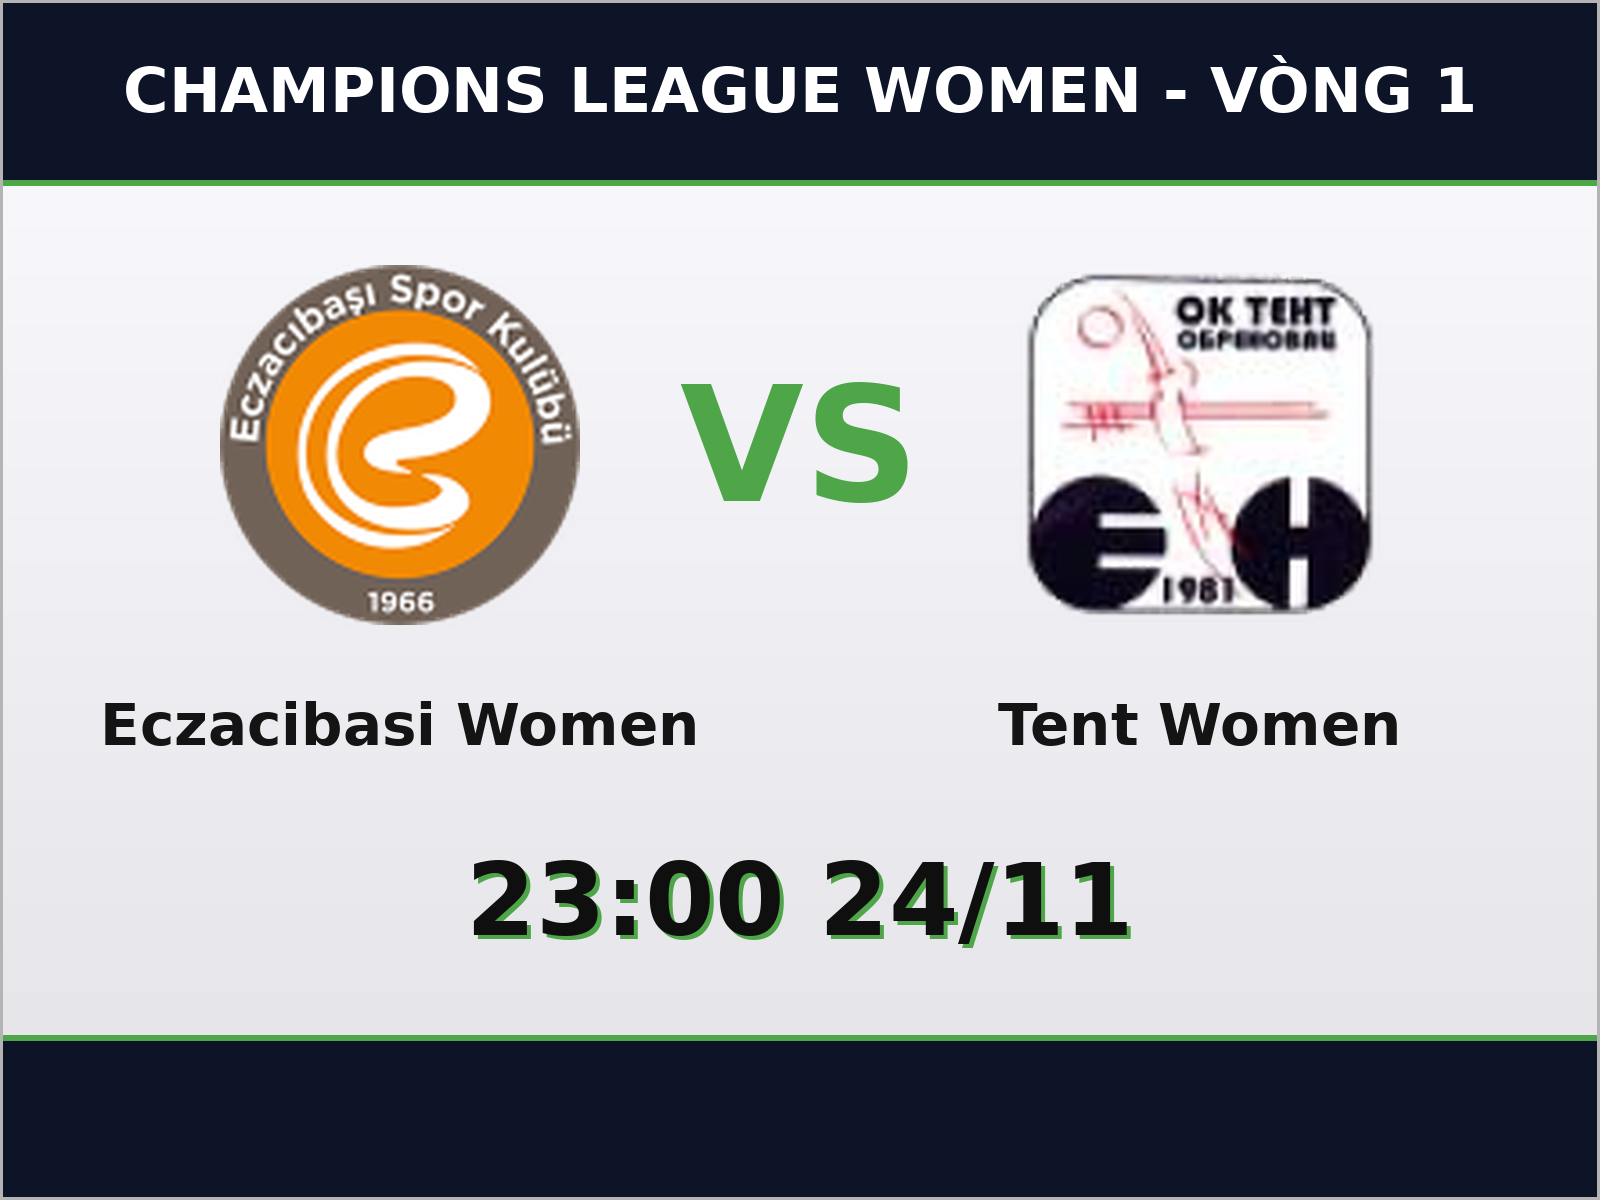 CHAMPIONS LEAGUE WOMEN - VÒNG 1
Eczacıbaşı Spor Kulübü
1966
VS
ОК ТЕНТ
ОБРЕНОВАЦ
1981
Eczacibasi Women
Tent Women
23:00 24/11